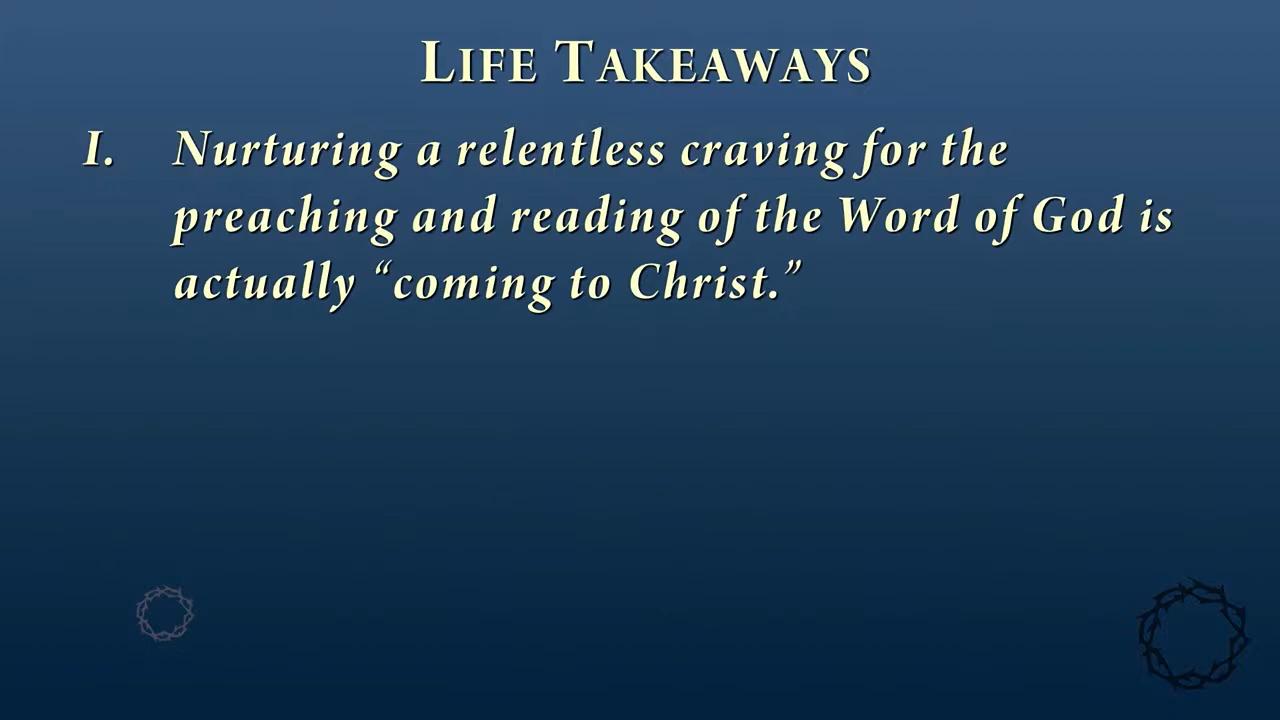 LIFE TAKEAWAYS
I. Nurturing a relentless craving for the
preaching and reading of the Word of God is
actually “coming to Christ.”